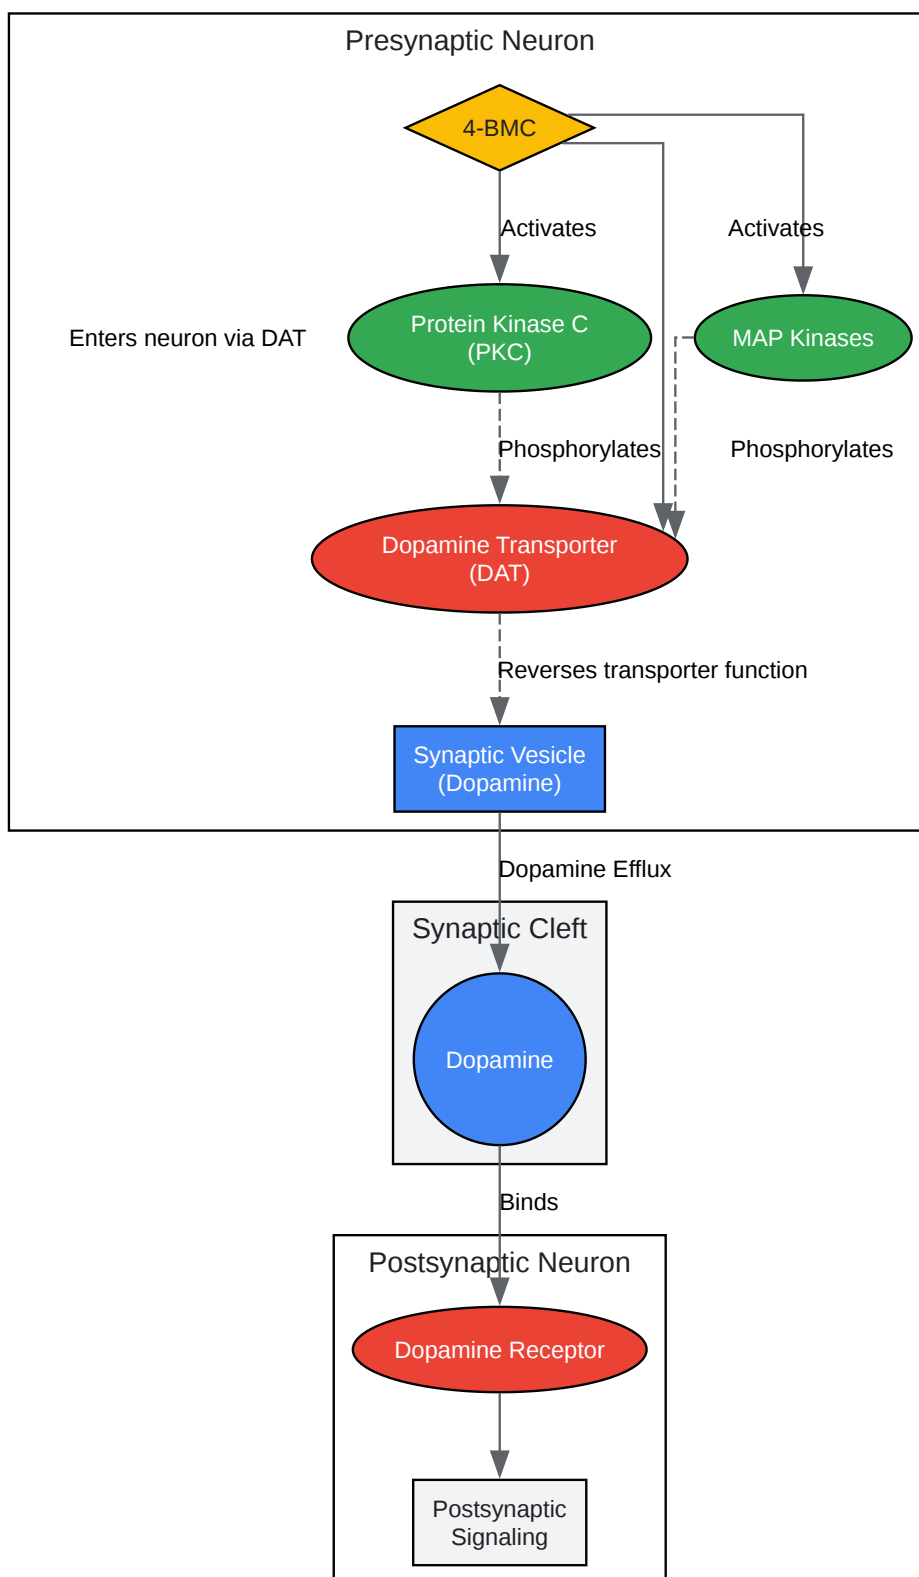 Presynaptic Neuron
4-BMC
Activates
Activates
Enters neuron via DAT
Protein Kinase C
(PKC)
MAP Kinases
Phosphorylates
Phosphorylates
Dopamine Transporter
(DAT)
Reverses transporter function
Synaptic Vesicle
(Dopamine)
Dopamine Efflux
Synaptic Cleft
Dopamine
Binds
Postsynaptic Neuron
Dopamine Receptor
Postsynaptic
Signaling